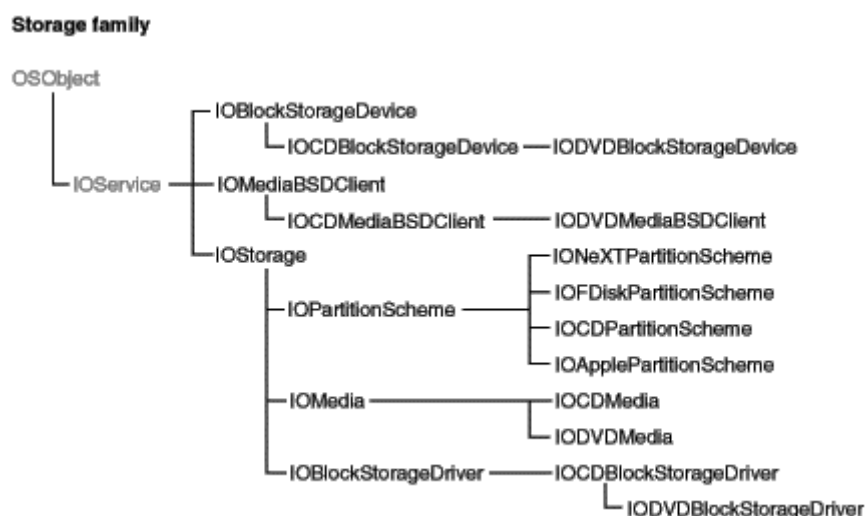 Storage family
OSObject
IOBlockStorageDevice
IOCDBlockStorageDevice IODVDBlockStorageDevice
IOService IOMediaBSDClient
IOCDMediaBSDClient IODVDMediaBSDClient
IOStorage
IONeXTPartitionScheme
IOFDiskPartitionScheme
IOPartitionScheme
IOCDPartitionScheme
IOApplePartitionScheme
IOMedia IOCDMedia
IODVDMedia
IOBlockStorageDriver IOCDBlockStorageDriver
IODVDBlockStorageDriver